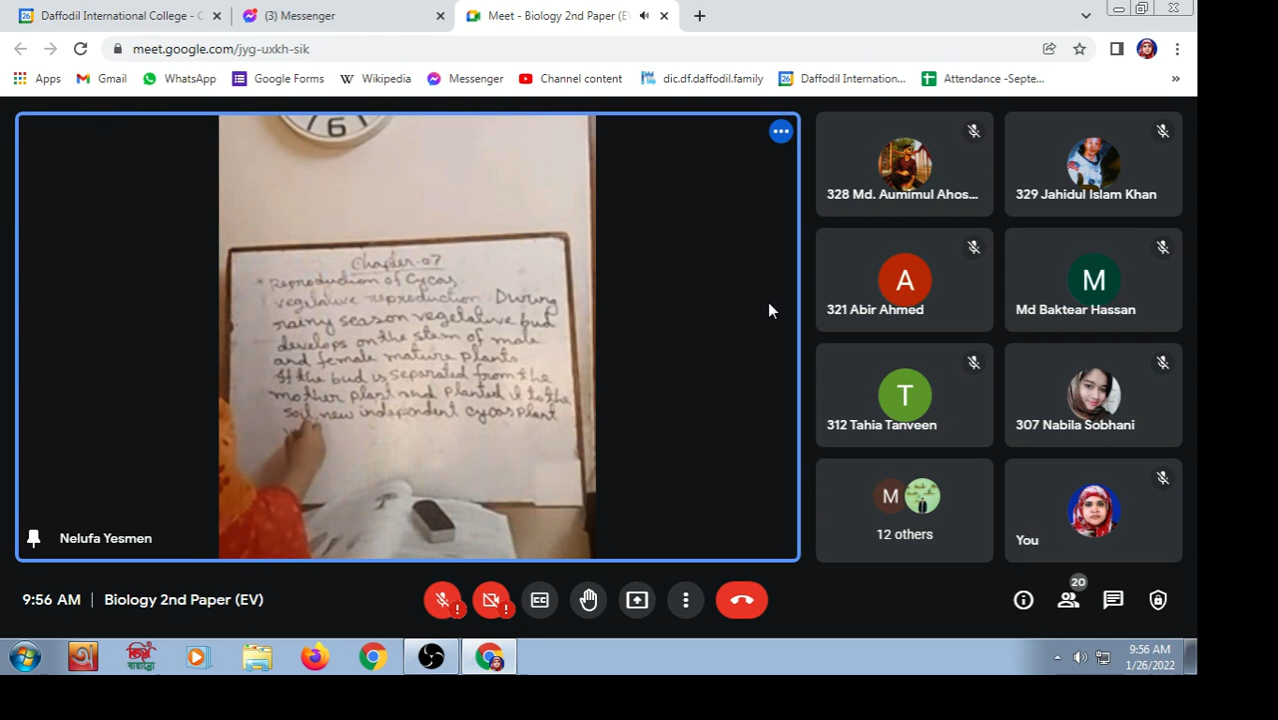 Daffodil International College - C
(3) Messenger
Meet - Biology 2nd Paper (EV
meet.google.com/jyg-uxkh-sik
Apps
Gmail
WhatsApp
Google Forms
Wikipedia
Messenger
Channel content
dic.df.daffodil.family
Daffodil Internation...
Attendance -Septe...
»
6
Chapter-07
* Reproduction of Cycas
vegetative reproduction During
rainy season vegetative bud
develops on the stem of male
and female mature plants
If the bud is separated from the
mother plant and planted it to the
soil new independent cycas plant
Nelufa Yesmen
328 Md. Aumimul Ahos...
329 Jahidul Islam Khan
A
321 Abir Ahmed
M
Md Baktear Hassan
T
312 Tahia Tanveen
307 Nabila Sobhani
M
12 others
You
9:56 AM | Biology 2nd Paper (EV)
20
9:56 AM
1/26/2022